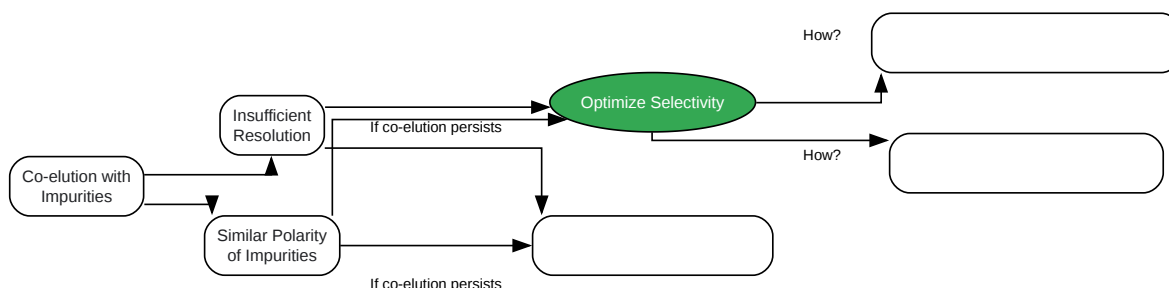 How?
Optimize Selectivity
Insufficient
Resolution
If co-elution persists
How?
Co-elution with
Impurities
Similar Polarity
of Impurities
If co-elution persists